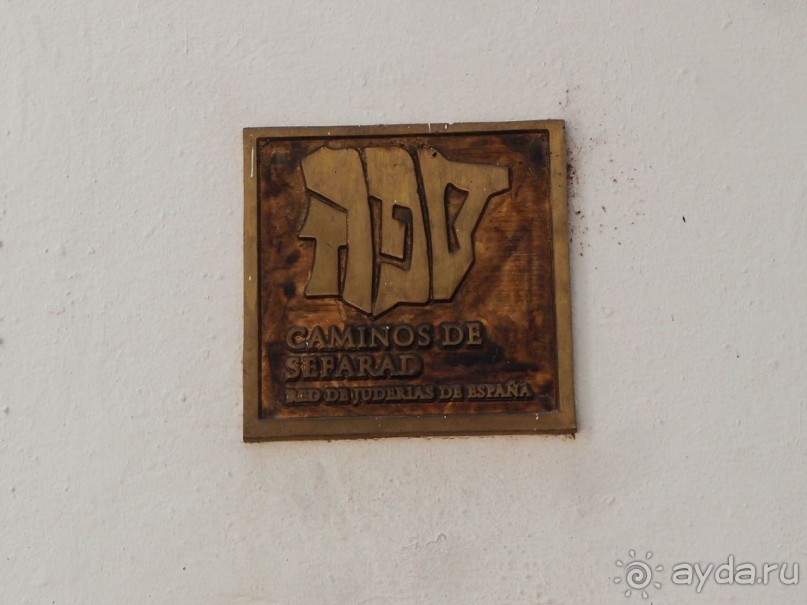 ספרד
CAMINOS DE
SEFARAD
RED DE JUDERIAS DE ESPAÑA
ayda.ru